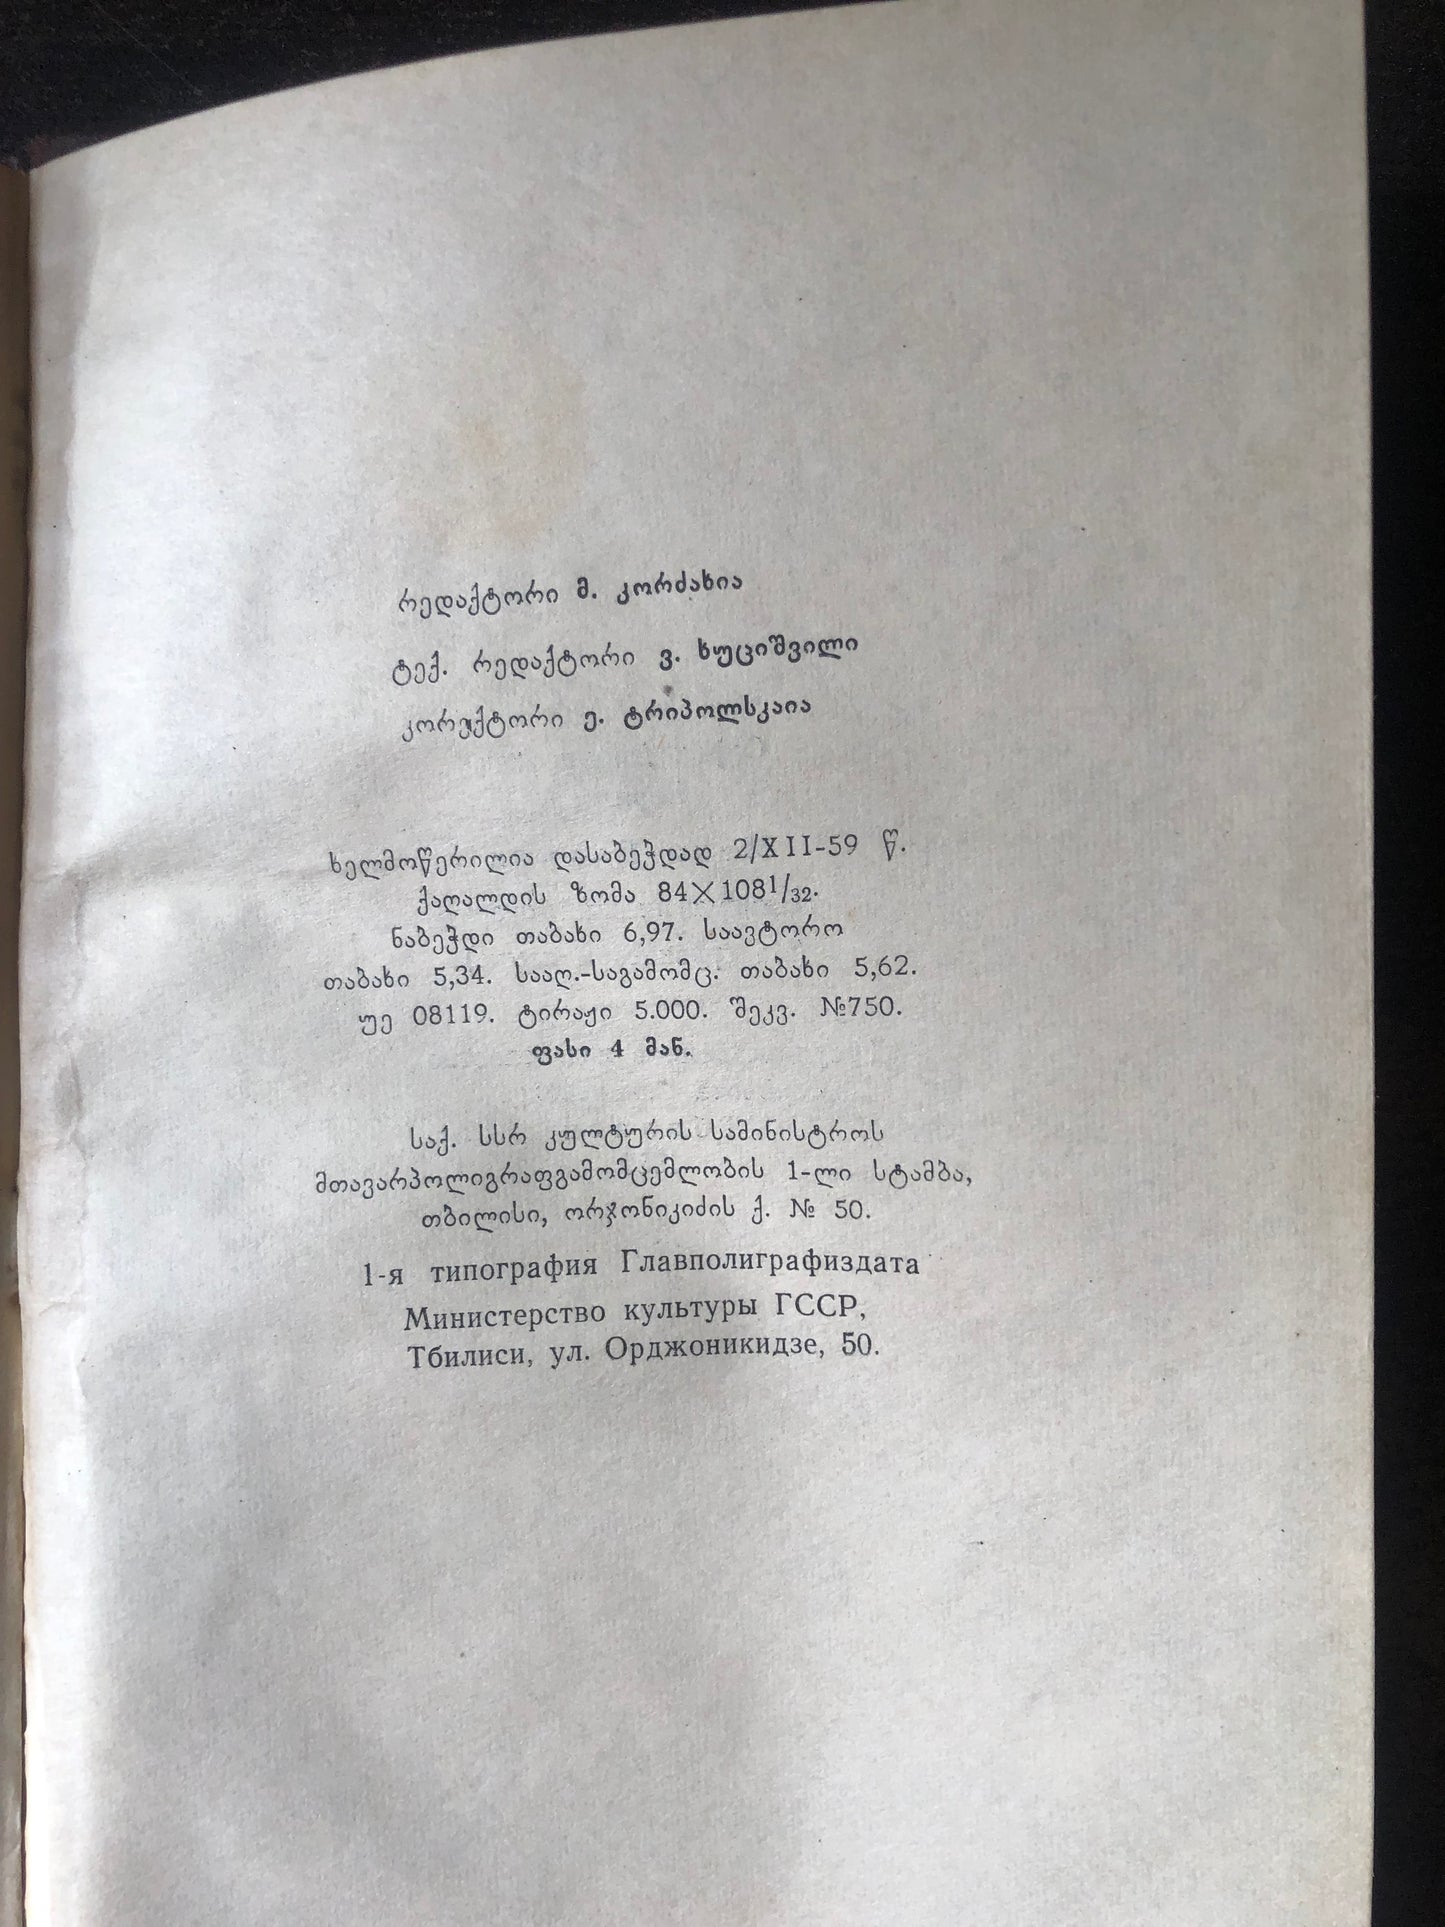 რედაქტორი მ. კორძახია
ტექ. რედაქტორი ვ. ხუციშვილი
კორექტორი ე. ტრიპოლსკაია
ხელმოწერილია დასაბეჭდად 2/XII-59 წ.
ქაღალდის ზომა 84×108¹/₃₂.
ნაბეჭდი თაბახი 6,97. საავტორო
თაბახი 5,34. სააღ.-საგამომც. თაბახი 5,62.
უე 08119. ტირაჟი 5.000. შეკვ. №750.
ფასი 4 მან.
საქ. სსრ კულტურის სამინისტროს
მთავარპოლიგრაფგამომცემლობის 1-ლი სტამბა,
თბილისი, ორჯონიკიძის ქ. № 50.
1-я типография Главполиграфиздата
Министерство культуры ГССР,
Тбилиси, ул. Орджоникидзе, 50.